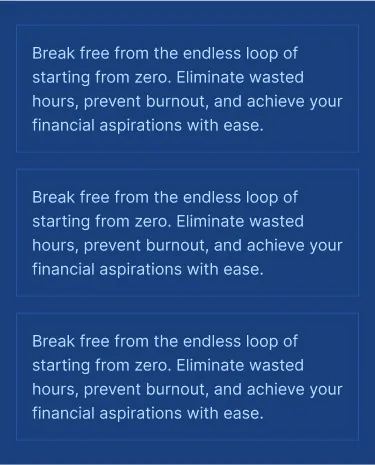 Break free from the endless loop of
starting from zero. Eliminate wasted
hours, prevent burnout, and achieve your
financial aspirations with ease.
Break free from the endless loop of
starting from zero. Eliminate wasted
hours, prevent burnout, and achieve your
financial aspirations with ease.
Break free from the endless loop of
starting from zero. Eliminate wasted
hours, prevent burnout, and achieve your
financial aspirations with ease.